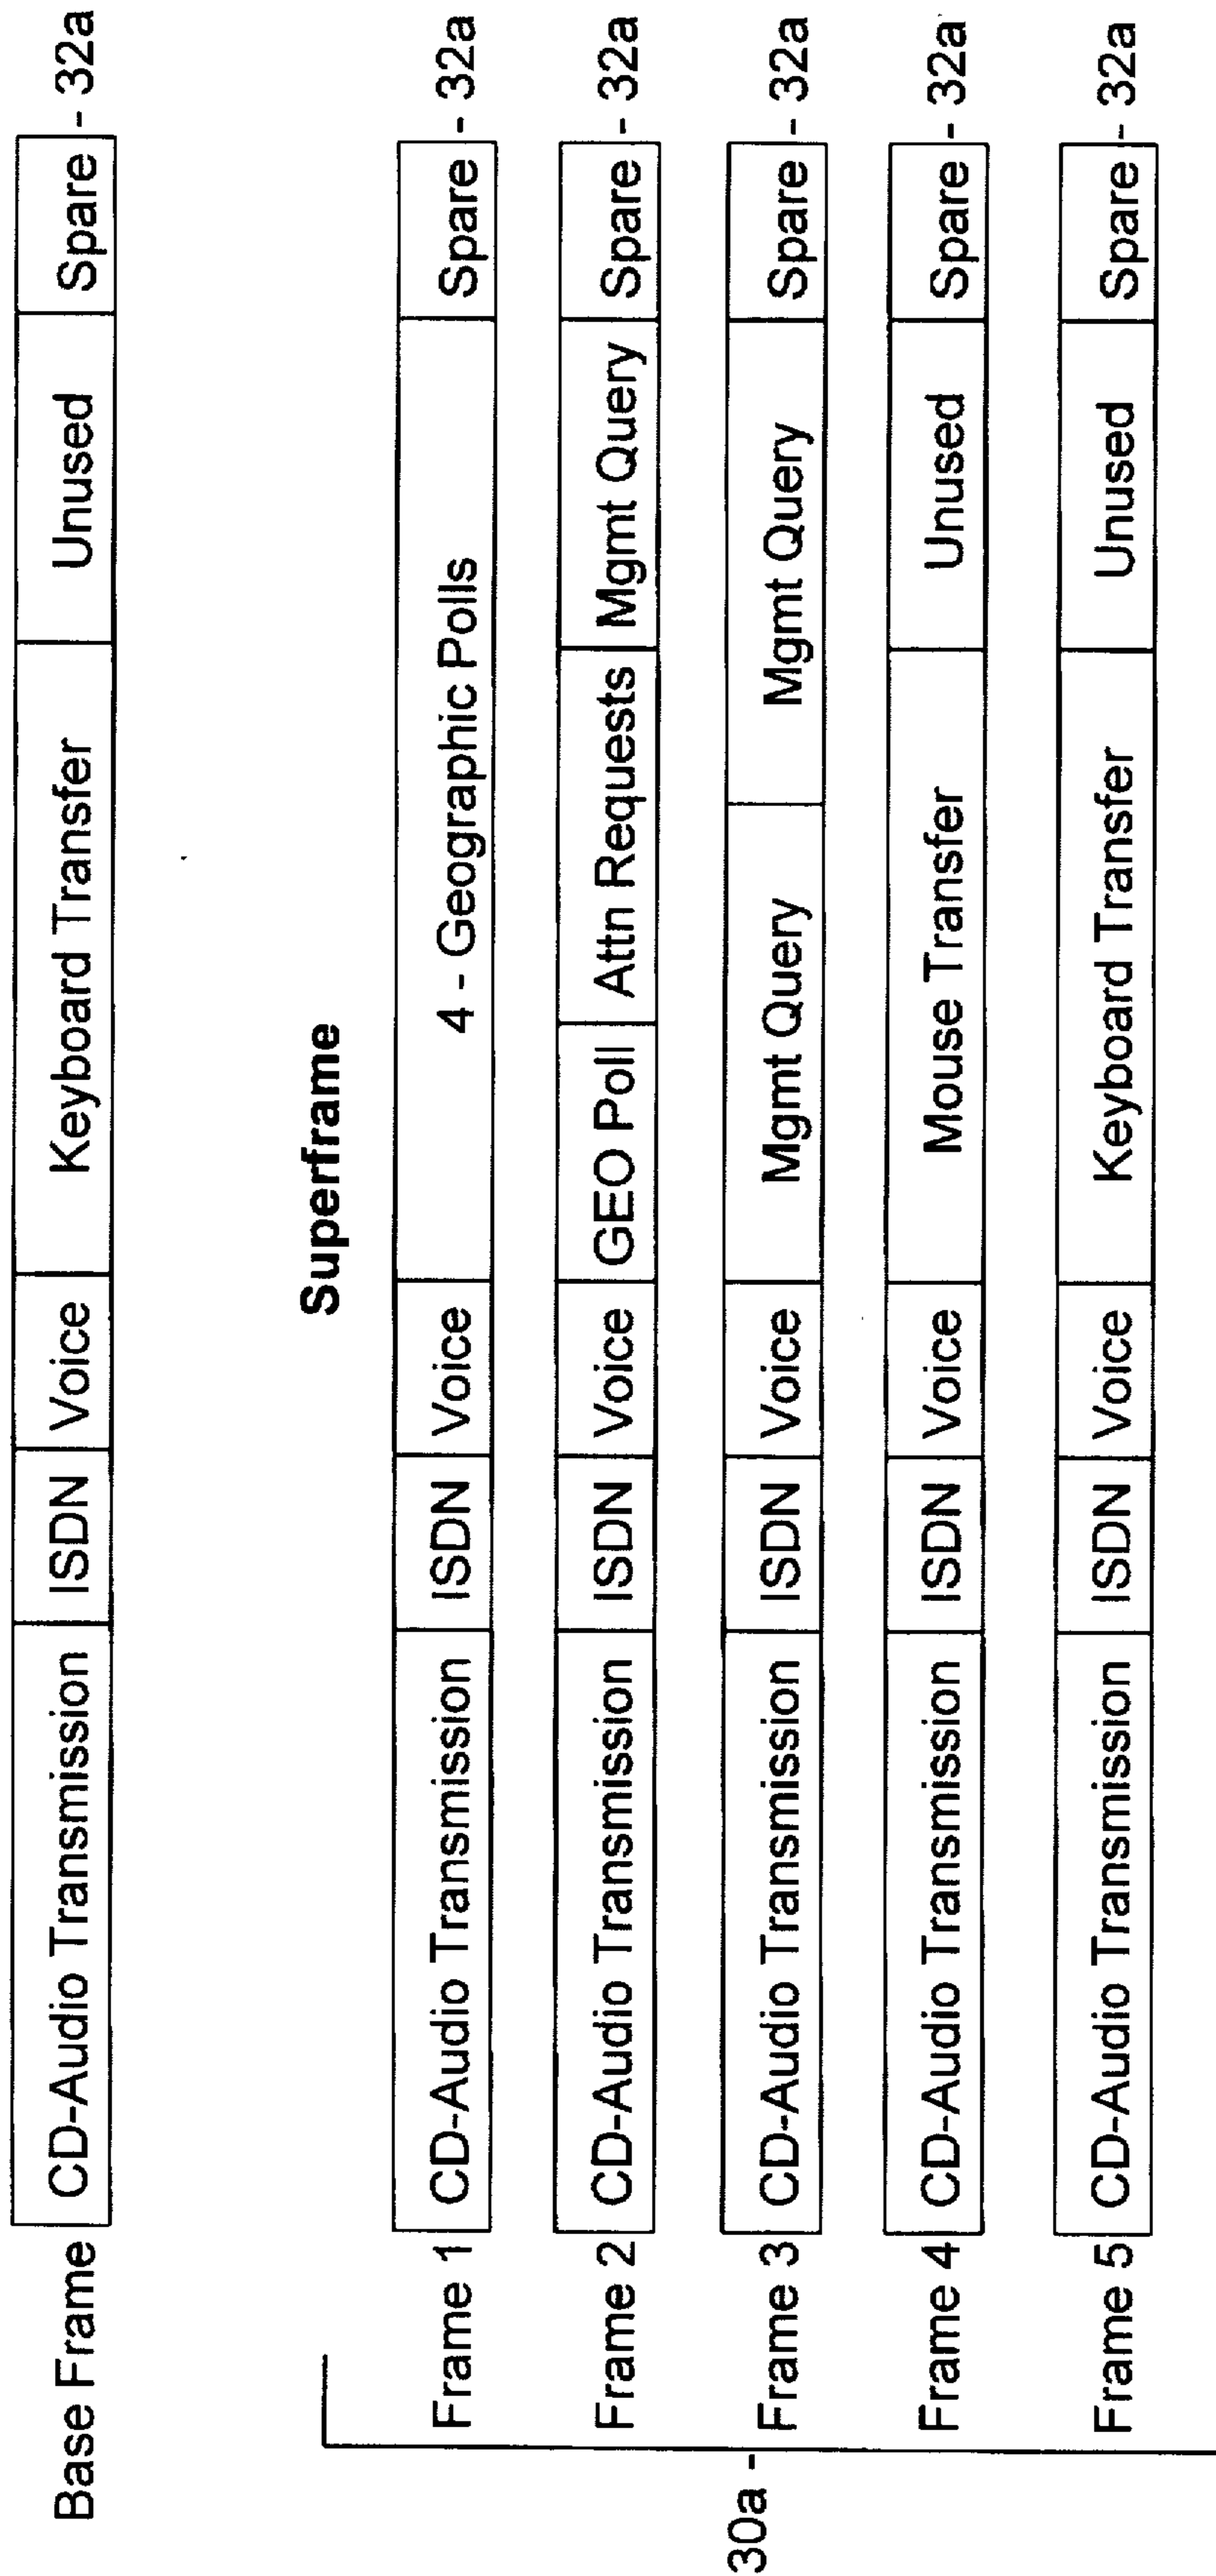 Base Frame CD-Audio Transmission ISDN Voice Keyboard Transfer Unused Spare - 32a
Superframe
Frame 1 CD-Audio Transmission ISDN Voice 4 - Geographic Polls Spare - 32a
Frame 2 CD-Audio Transmission ISDN Voice GEO Poll Attn Requests Mgmt Query Spare - 32a
30a - Frame 3 CD-Audio Transmission ISDN Voice Mgmt Query Mgmt Query Spare - 32a
Frame 4 CD-Audio Transmission ISDN Voice Mouse Transfer Unused Spare - 32a
Frame 5 CD-Audio Transmission ISDN Voice Keyboard Transfer Unused Spare - 32a